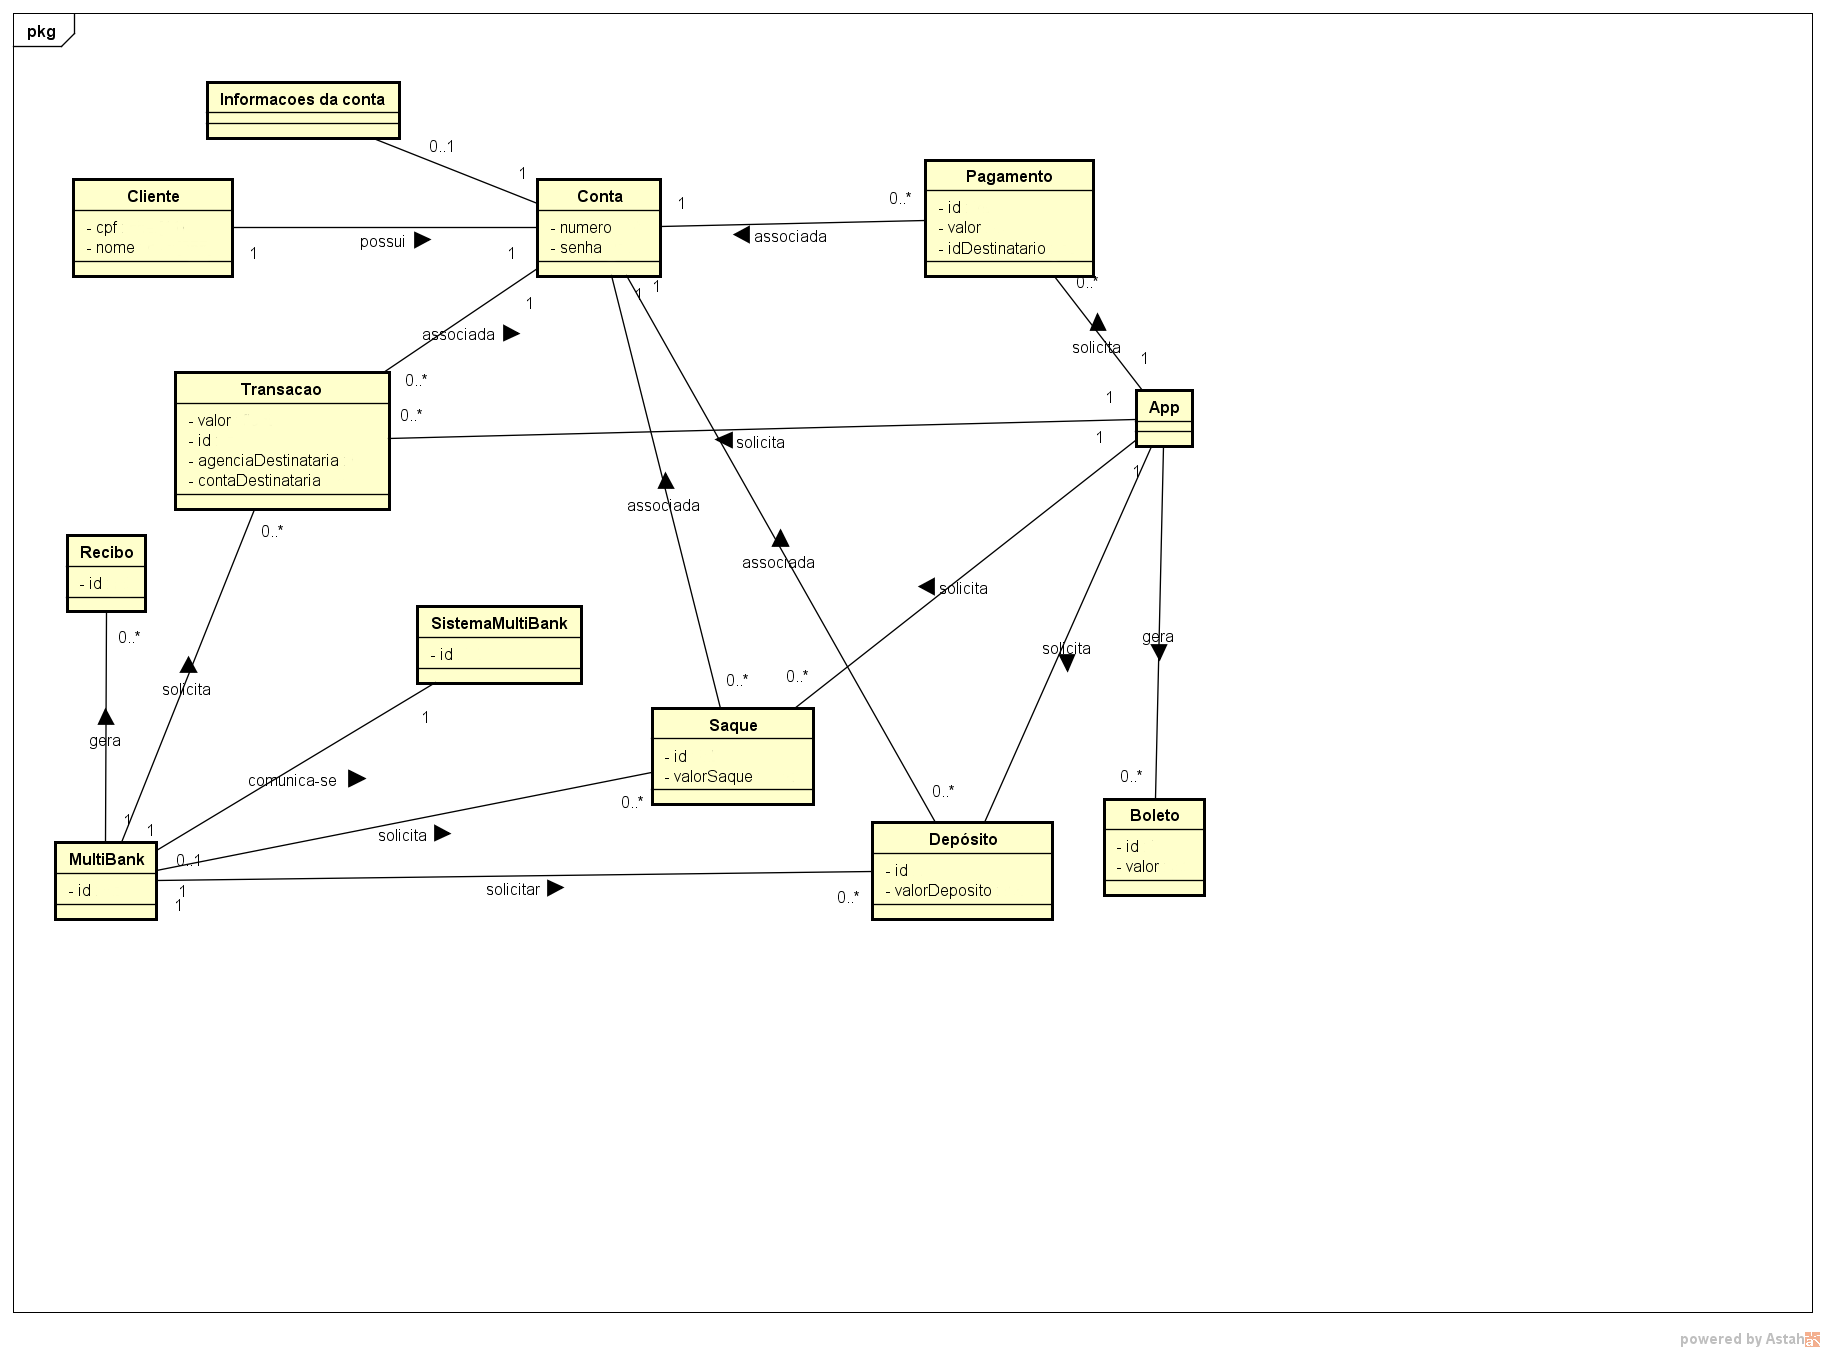 pkg
Informacoes da conta
0..1
1
Cliente
- cpf
- nome
1
possui
1
Conta
- numero
- senha
1
associada
0..*
Pagamento
- id
- valor
- idDestinatario
0..*
solicita
1
1
associada
0..*
1
1
Transacao
- valor
- id
- agenciaDestinataria
- contaDestinataria
0..*
solicita
1
App
1
1
0..*
associada
associada
solicita
solicita
gera
Recibo
- id
0..*
gera
solicita
SistemaMultiBank
- id
1
comunica-se
0..*
0..*
Saque
- id
- valorSaque
0..*
solicita
0..*
0..*
Depósito
- id
- valorDeposito
0..*
solicitar
Boleto
- id
- valor
1
1
0..1
1
1
MultiBank
- id
powered by Astah